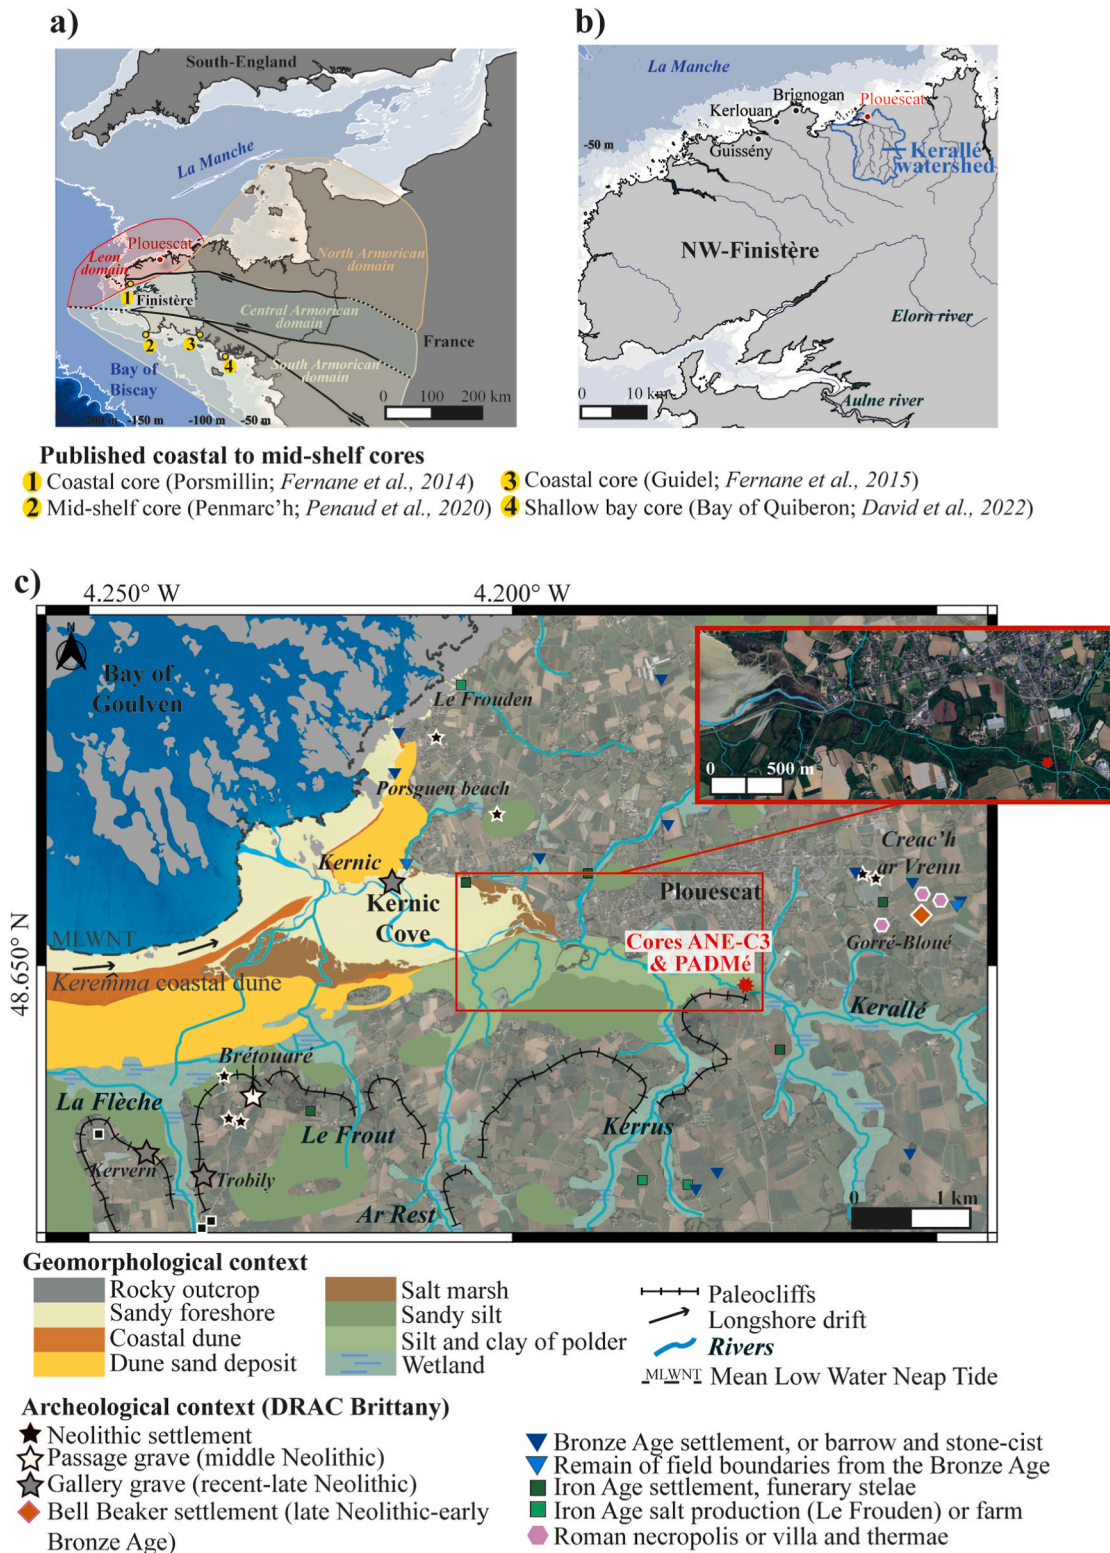 a)
South-England
La Manche
Plouescat
Leon
domain
North Armorican
domain
1
Finistère
Central Armorican
domain
2
3
4
France
South Armorican
domain
Bay of
Biscay
0 100 200 km
-200 m -150 m -100 m -50 m
b)
La Manche
Brignogan
Plouescat
Kerlouan
Guissény
-50 m
Kerallé
watershed
NW-Finistère
Elorn river
0 10 km
Aulne river
Published coastal to mid-shelf cores
1 Coastal core (Porsmillin; Fernane et al., 2014)
3 Coastal core (Guidel; Fernane et al., 2015)
2 Mid-shelf core (Penmarc'h; Penaud et al., 2020)
4 Shallow bay core (Bay of Quiberon; David et al., 2022)
c)
4.250° W
4.200° W
N
Bay of
Goulven
Le Frouden
0 500 m
Porsguen beach
Creac'h
ar Vrenn
Kernic
Plouescat
Kernic
Cove
Cores ANE-C3
& PADMé
Gorré-Bloué
MLWNT
Keremma coastal dune
48.650° N
Kerallé
Brétouaré
La Flèche
Le Frout
Kerrus
Kervern
Trobily
Ar Rest
0 1 km
Geomorphological context
Rocky outcrop
Sandy foreshore
Coastal dune
Dune sand deposit
Salt marsh
Sandy silt
Silt and clay of polder
Wetland
Paleocliffs
Longshore drift
Rivers
MLWNT Mean Low Water Neap Tide
Archeological context (DRAC Brittany)
Neolithic settlement
Passage grave (middle Neolithic)
Gallery grave (recent-late Neolithic)
Bell Beaker settlement (late Neolithic-early
Bronze Age)
Bronze Age settlement, or barrow and stone-cist
Remain of field boundaries from the Bronze Age
Iron Age settlement, funerary stelae
Iron Age salt production (Le Frouden) or farm
Roman necropolis or villa and thermae